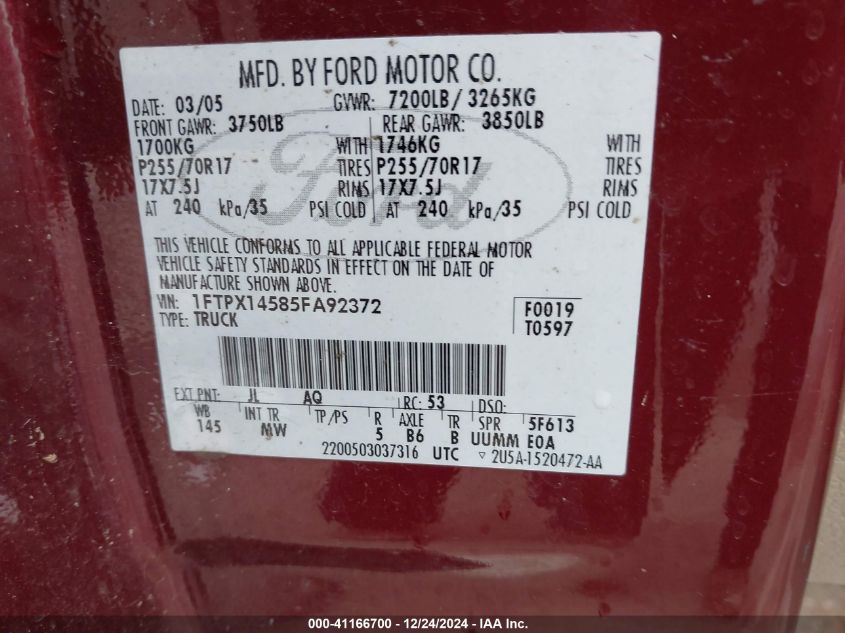 MFD. BY FORD MOTOR CO.
DATE: 03/05 GVWR: 7200LB/ 3265KG
FRONT GAWR: 3750LB REAR GAWR: 3850LB
1700KG WITH 1746KG WITH
P255/70R17 TIRES P255/70R17 TIRES
17X7.5J RIMS 17X7.5J RIMS
AT 240 kPa/35 PSI COLD AT 240 kPa/35 PSI COLD
Ford
THIS VEHICLE CONFORMS TO ALL APPLICABLE FEDERAL MOTOR
VEHICLE SAFETY STANDARDS IN EFFECT ON THE DATE OF
MANUFACTURE SHOWN ABOVE.
VIN: 1FTPX14585FA92372 F0019
TYPE: TRUCK T0597
EXT PNT: JL AQ RC: 53 DSO:
WB INT TR TP/PS R AXLE TR SPR 5F613
145 MW 5 B6 B UUMM EOA
2200503037316 UTC ▽ 2U5A-1520472-AA
000-41166700 - 12/24/2024 - IAA Inc.